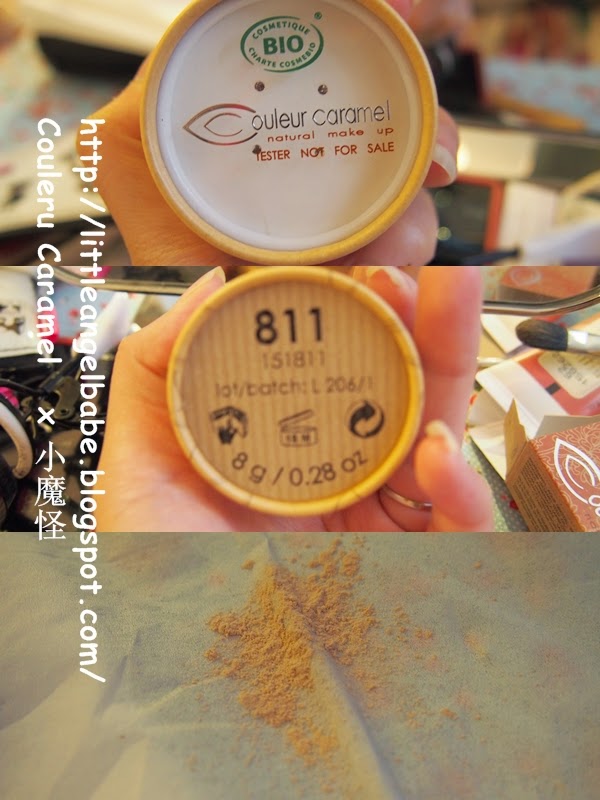 COSMETIQUE
BIO
CHARTE COSMEBIO
®
Couleur caramel
natural make up
TESTER NOT FOR SALE
http://littleangelbabe.blogspot.com/
Couleru Caramel x 小魔怪
811
151811
lot/batch: L 206/1
8 g / 0.28 oz